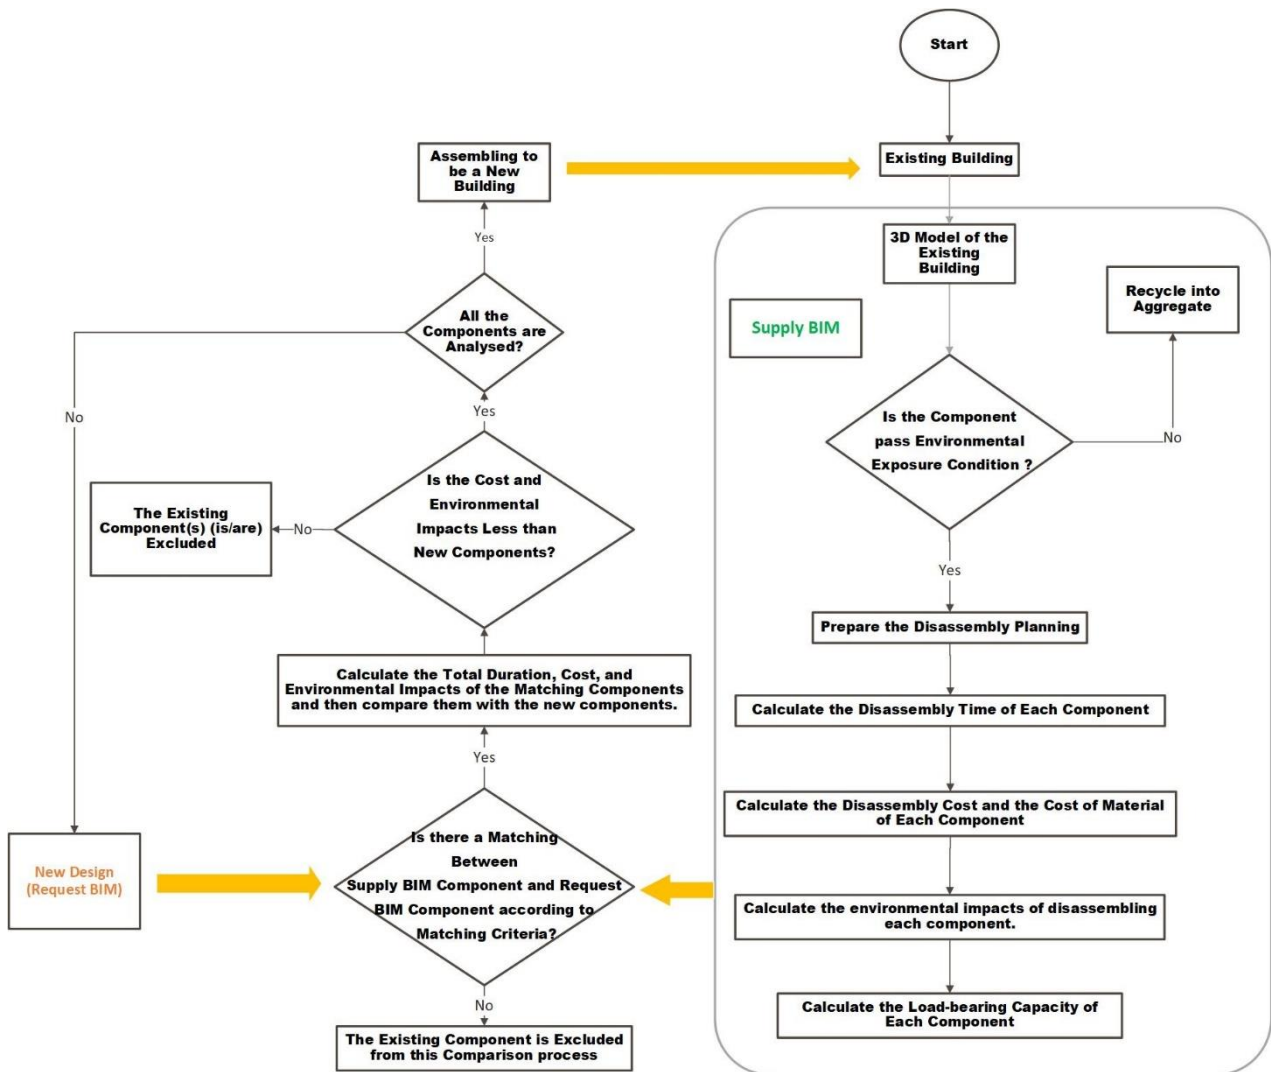 Start
Existing Building
3D Model of the
Existing
Building
Supply BIM
Recycle into
Aggregate
Is the Component
pass Environmental
Exposure Condition ?
No
Yes
Prepare the Disassembly Planning
Calculate the Disassembly Time of Each Component
Calculate the Disassembly Cost and the Cost of Material
of Each Component
Calculate the environmental impacts of disassembling
each component.
Calculate the Load-bearing Capacity of
Each Component
New Design
(Request BIM)
Is there a Matching
Between
Supply BIM Component and Request
BIM Component according to
Matching Criteria?
No
The Existing Component is Excluded
from this Comparison process
Yes
Calculate the Total Duration, Cost, and
Environmental Impacts of the Matching Components
and then compare them with the new components.
Is the Cost and
Environmental
Impacts Less than
New Components?
No
The Existing
Component(s) (is/are)
Excluded
Yes
All the
Components are
Analysed?
No
Yes
Assembling to
be a New
Building